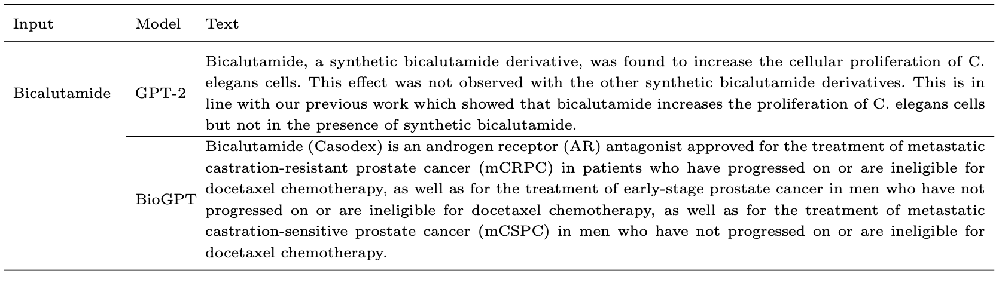 Input Model Text
Bicalutamide, a synthetic bicalutamide derivative, was found to increase the cellular proliferation of C.
elegans cells. This effect was not observed with the other synthetic bicalutamide derivatives. This is in
Bicalutamide GPT-2
line with our previous work which showed that bicalutamide increases the proliferation of C. elegans cells
but not in the presence of synthetic bicalutamide.
Bicalutamide (Casodex) is an androgen receptor (AR) antagonist approved for the treatment of metastatic
castration-resistant prostate cancer (mCRPC) in patients who have progressed on or are ineligible for
docetaxel chemotherapy, as well as for the treatment of early-stage prostate cancer in men who have not
BioGPT
progressed on or are ineligible for docetaxel chemotherapy, as well as for the treatment of metastatic
castration-sensitive prostate cancer (mCSPC) in men who have not progressed on or are ineligible for
docetaxel chemotherapy.